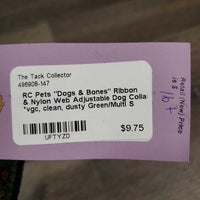 The Tack Collector
496906-147
RC Pets "Dogs & Bones" Ribbon
& Nylon Web Adjustable Dog Colla
*vgc, clean, dusty Green/Multi S
$9.75
UFTYZD
Retail (New) Price
is $